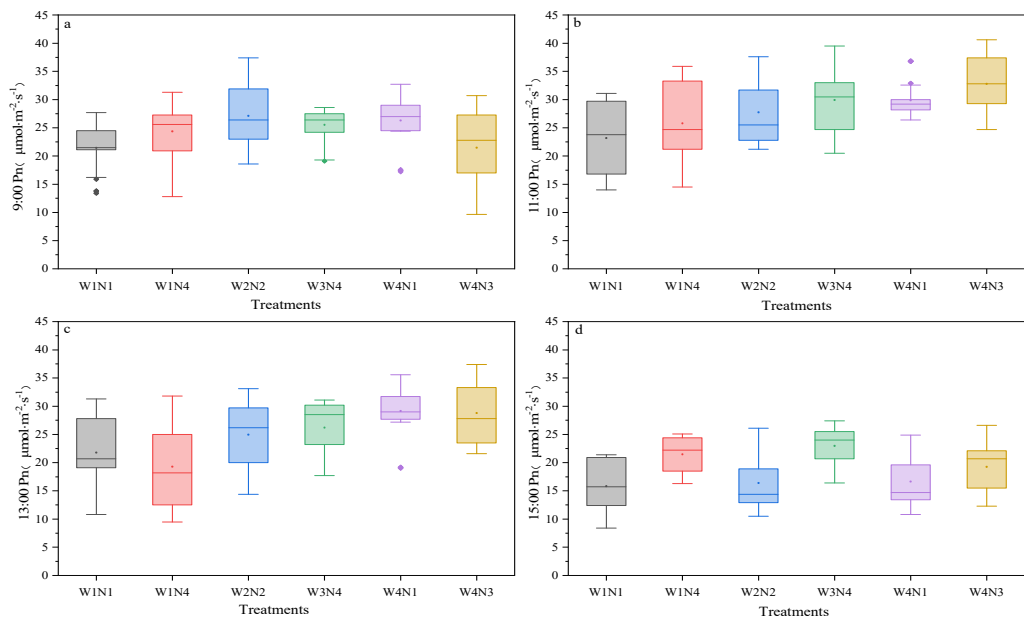 a
45
40
35
30
25
20
15
10
5
0
9:00 Pn( μmol·m⁻²·s⁻¹)
W1N1 W1N4 W2N2 W3N4 W4N1 W4N3
Treatments
b
45
40
35
30
25
20
15
10
5
0
11:00 Pn( μmol·m⁻²·s⁻¹)
W1N1 W1N4 W2N2 W3N4 W4N1 W4N3
Treatments
c
45
40
35
30
25
20
15
10
5
0
13:00 Pn( μmol·m⁻²·s⁻¹)
W1N1 W1N4 W2N2 W3N4 W4N1 W4N3
Treatments
d
45
40
35
30
25
20
15
10
5
0
15:00 Pn( μmol·m⁻²·s⁻¹)
W1N1 W1N4 W2N2 W3N4 W4N1 W4N3
Treatments